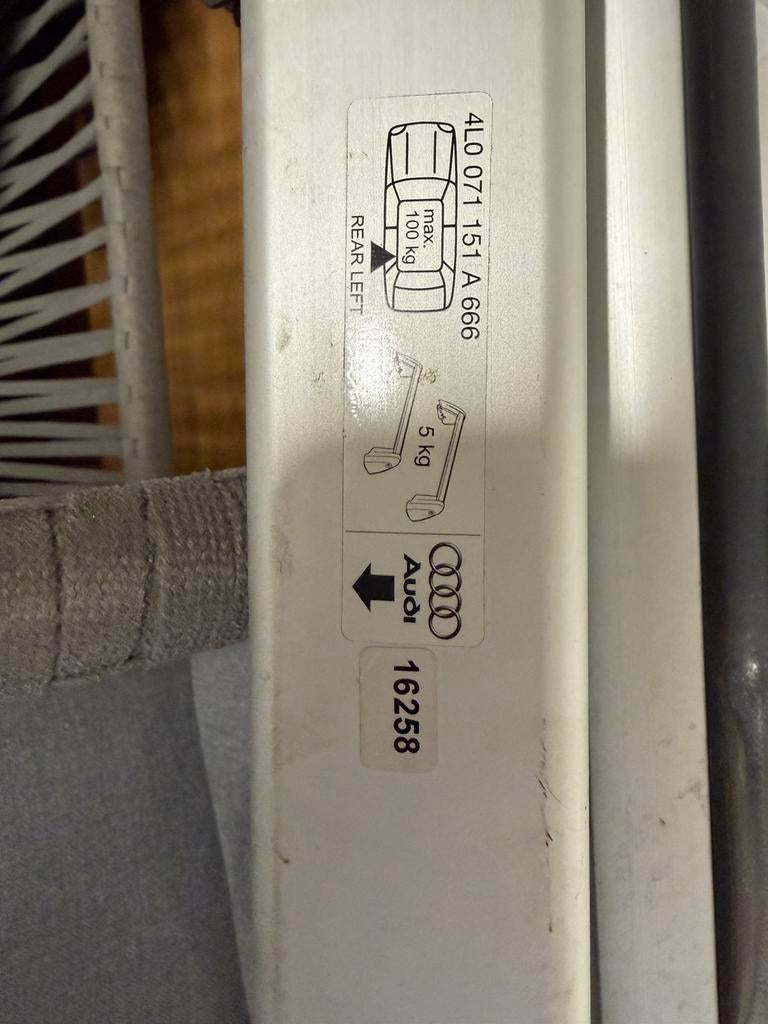 4L0 071 151 A 666
max.
100 kg
REAR LEFT
5 kg
Audi
16258